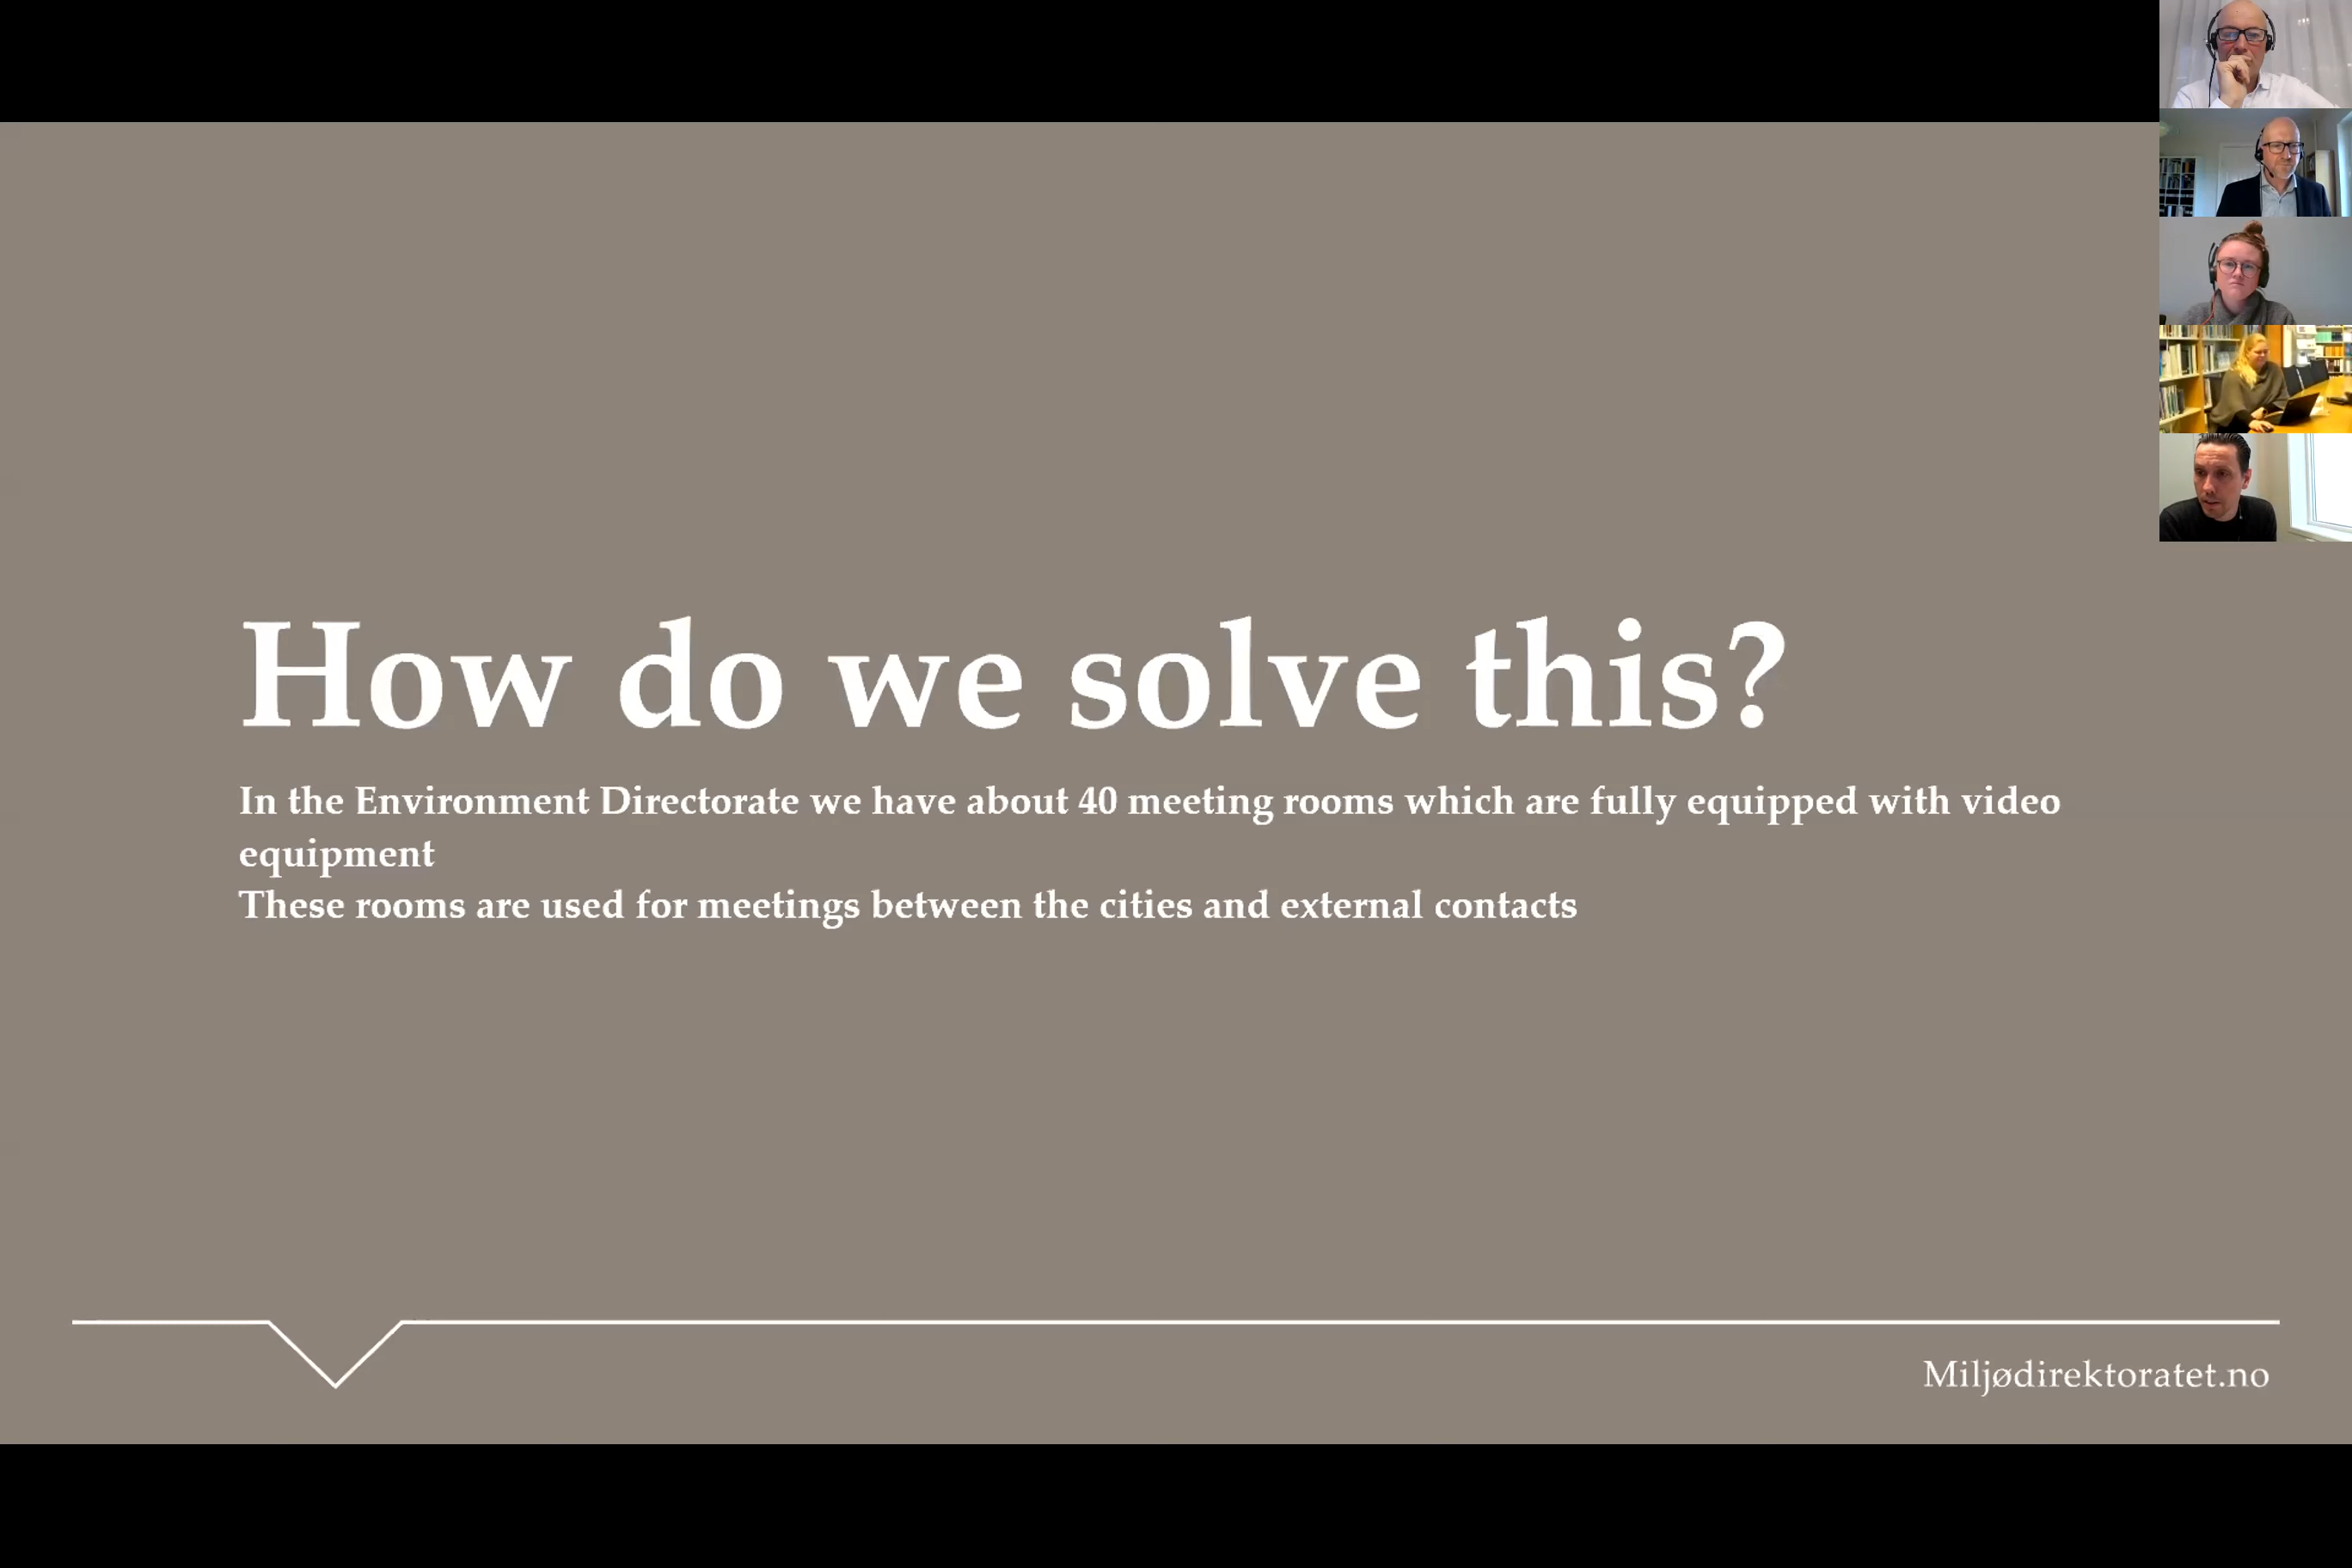 How do we solve this?
In the Environment Directorate we have about 40 meeting rooms which are fully equipped with video
equipment
These rooms are used for meetings between the cities and external contacts
Miljødirektoratet.no